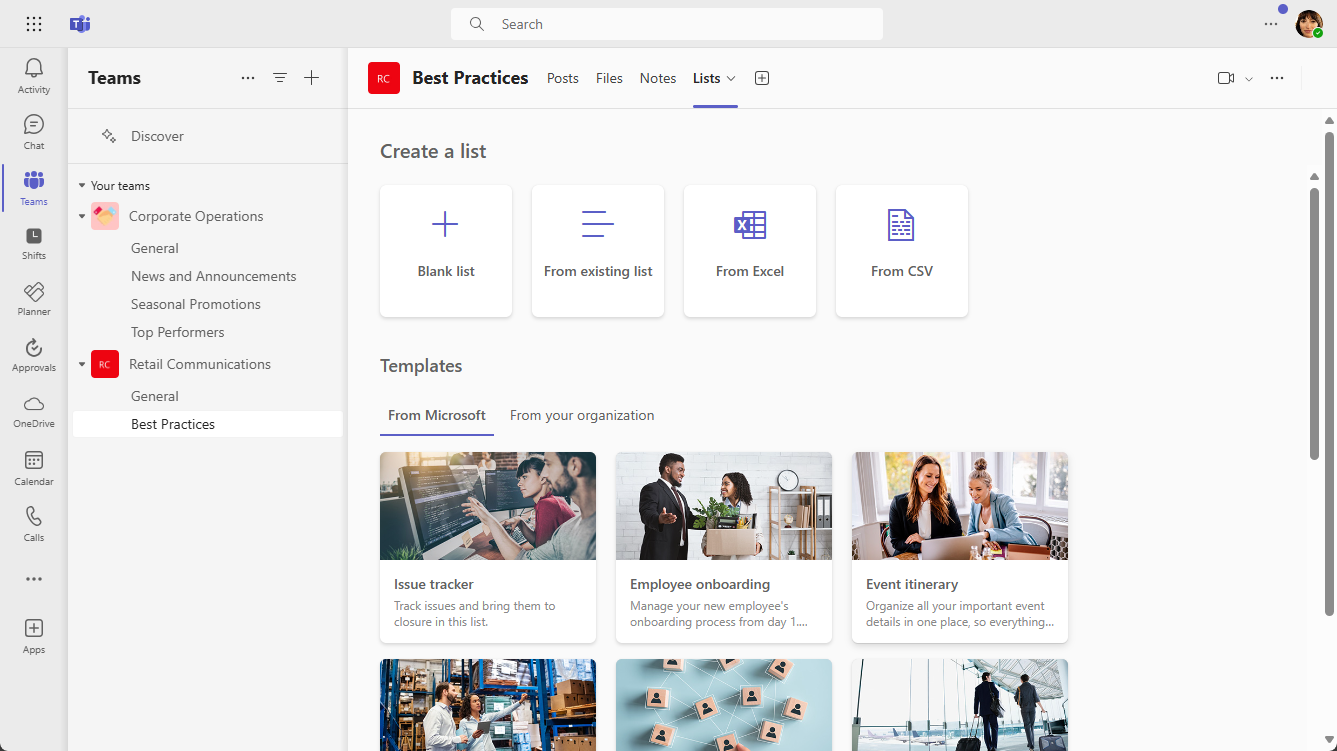 Search
Activity
Chat
Teams
Shifts
Planner
Approvals
OneDrive
Calendar
Calls
Apps
Teams
Discover
Your teams
Corporate Operations
General
News and Announcements
Seasonal Promotions
Top Performers
RC Retail Communications
General
Best Practices
RC Best Practices Posts Files Notes Lists
Create a list
Blank list
From existing list
From Excel
From CSV
Templates
From Microsoft From your organization
Issue tracker
Track issues and bring them to
closure in this list.
Employee onboarding
Manage your new employee's
onboarding process from day 1....
Event itinerary
Organize all your important event
details in one place, so everything...